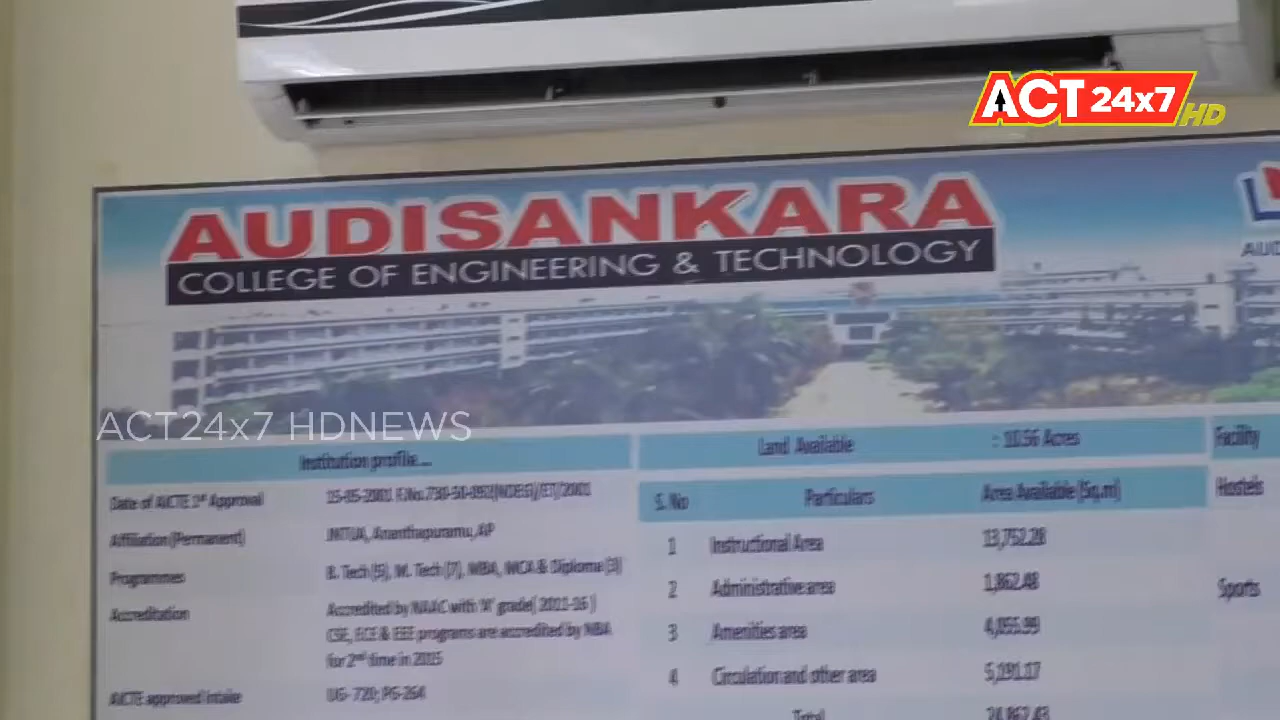 ACT 24x7 HD
AUDISANKARA
COLLEGE OF ENGINEERING & TECHNOLOGY
ACT24x7 HDNEWS
Institution profile...
Date of AICTE 1st Approval
Affiliation (Permanent) JNTUA, Ananthapuramu, AP
Programmes B. Tech (5), M. Tech (7), MBA, MCA & Diploma (3)
Accreditation Accredited by NAAC with 'A' grade( 2011-16 )
CSE, ECE & EEE programs are accredited by NBA
for 2nd time in 2015
AICTE approved intake UG- 720; PG-264
Land Available : 10.56 Acres
S. No Particulars Area Available (Sq.m)
1 Instructional Area 13,752.28
2 Administrative area 1,862.48
3 Amenities area 4,055.99
4 Circulation and other area 5,191.17
Total 24,862.43
Facility
Hostels
Sports